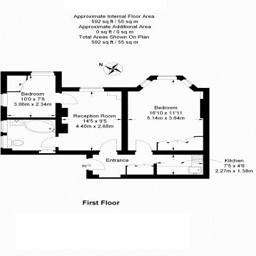 Approximate Internal Floor Area
592 sq ft / 55 sq m
Approximate Additional Area
0 sq ft / 0 sq m
Total Areas Shown On Plan
592 sq ft / 55 sq m
Bedroom
10'0 x 7'8
3.06m x 2.34m
Reception Room
14'5 x 9'5
4.40m x 2.88m
Bedroom
16'10 x 11'11
5.14m x 3.64m
Entrance
Kitchen
7'5 x 4'6
2.27m x 1.38m
First Floor